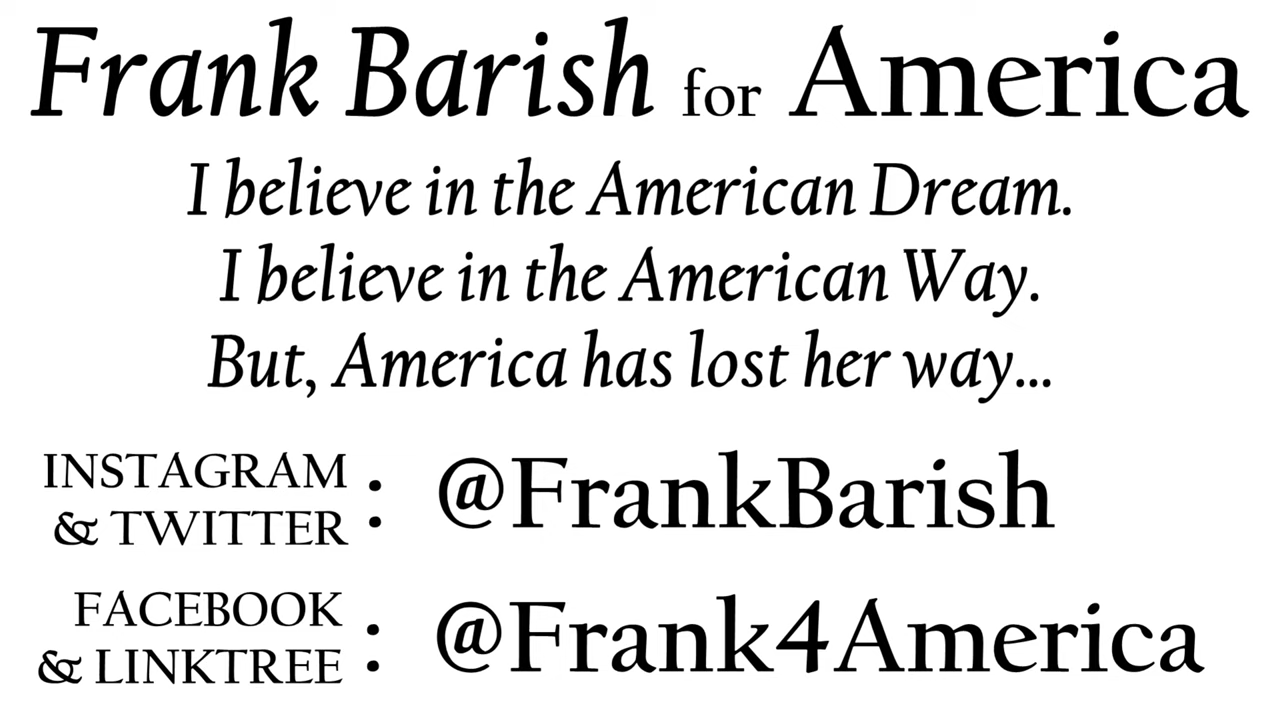 Frank Barish for America
I believe in the American Dream.
I believe in the American Way.
But, America has lost her way...
INSTAGRAM
& TWITTER : @FrankBarish
FACEBOOK
& LINKTREE : @Frank4America